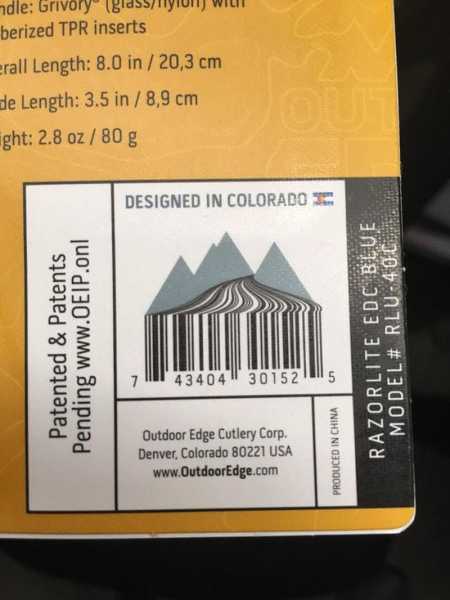 ndle: Grivory® (glass/nylon) with
berized TPR inserts
erall Length: 8.0 in / 20,3 cm
de Length: 3.5 in / 8,9 cm
ight: 2.8 oz / 80 g
DESIGNED IN COLORADO
Patented & Patents
Pending www.OEIP.onl
7 43404 30152 5
Outdoor Edge Cutlery Corp.
Denver, Colorado 80221 USA
www.OutdoorEdge.com
PRODUCED IN CHINA
RAZORLITE EDC BLUE
MODEL# RLU-40C
OUT